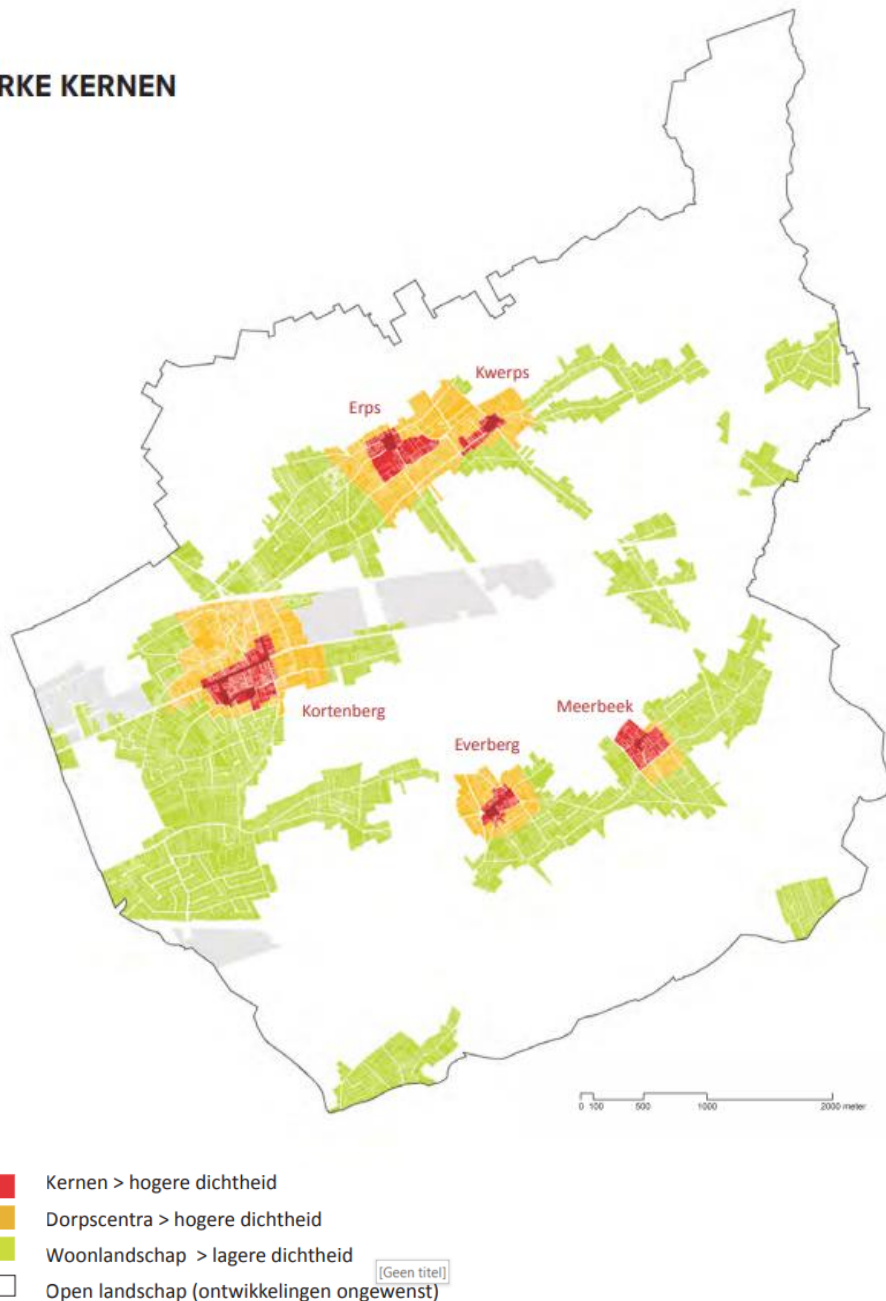 RKE KERNEN
Kwerps
Erps
Kortenberg
Meerbeek
Everberg
0 100 500 1000 2000 meter
Kernen > hogere dichtheid
Dorpscentra > hogere dichtheid
Woonlandschap > lagere dichtheid
[Geen titel]
Open landschap (ontwikkelingen ongewenst)